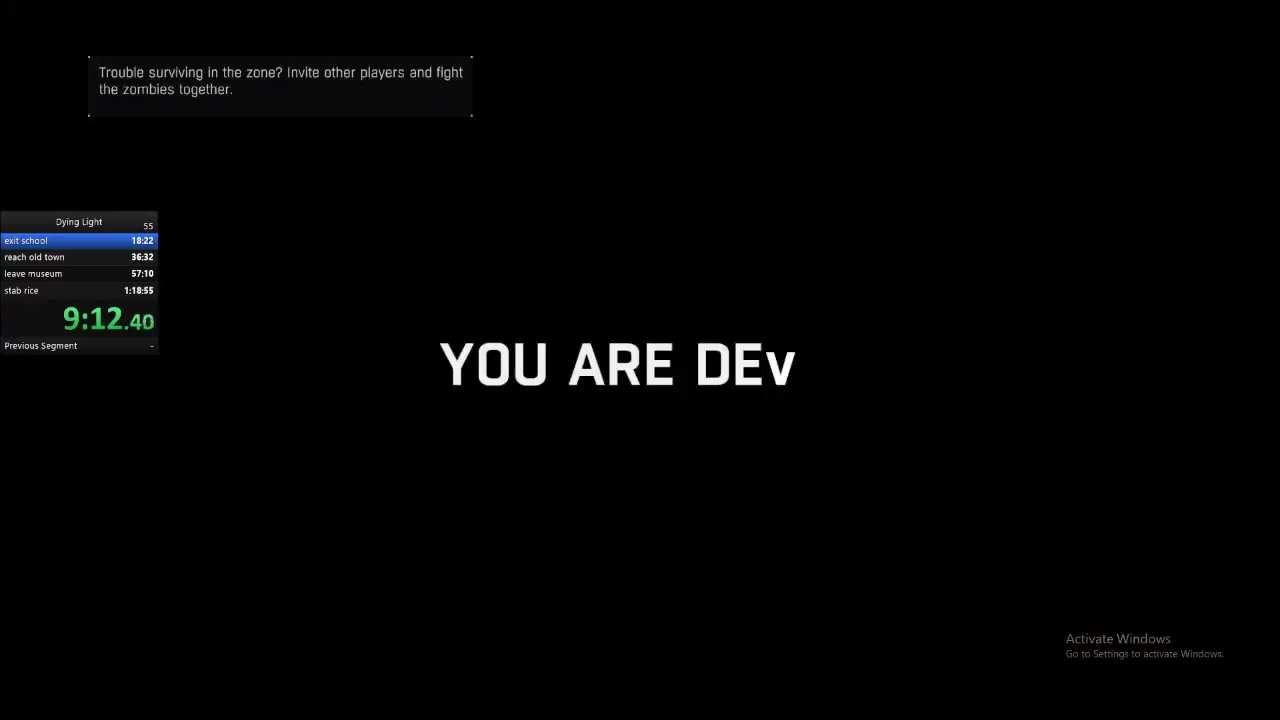 Trouble surviving in the zone? Invite other players and fight
the zombies together.
Dying Light 55
exit school 18:22
reach old town 36:32
leave museum 57:10
stab rice 1:18:55
9:12.40
Previous Segment -
YOU ARE DEv
Activate Windows
Go to Settings to activate Windows.